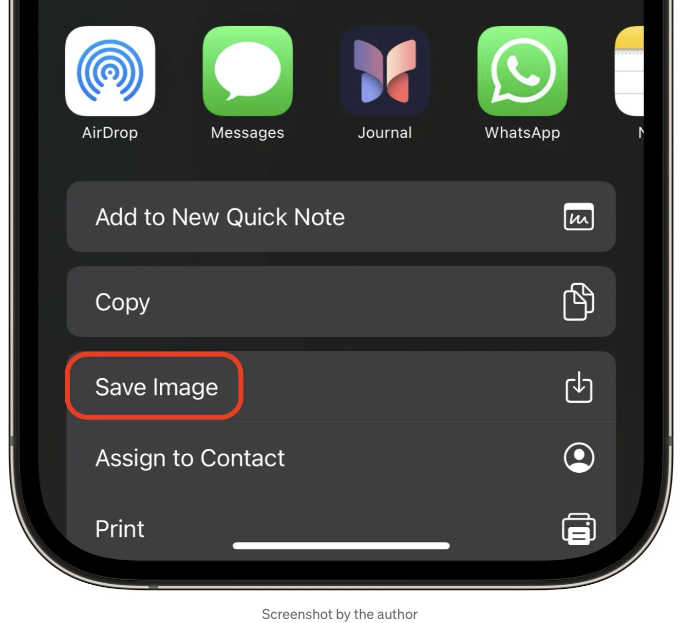 AirDrop
Messages
Journal
WhatsApp
Add to New Quick Note
Copy
Save Image
Assign to Contact
Print
Screenshot by the author